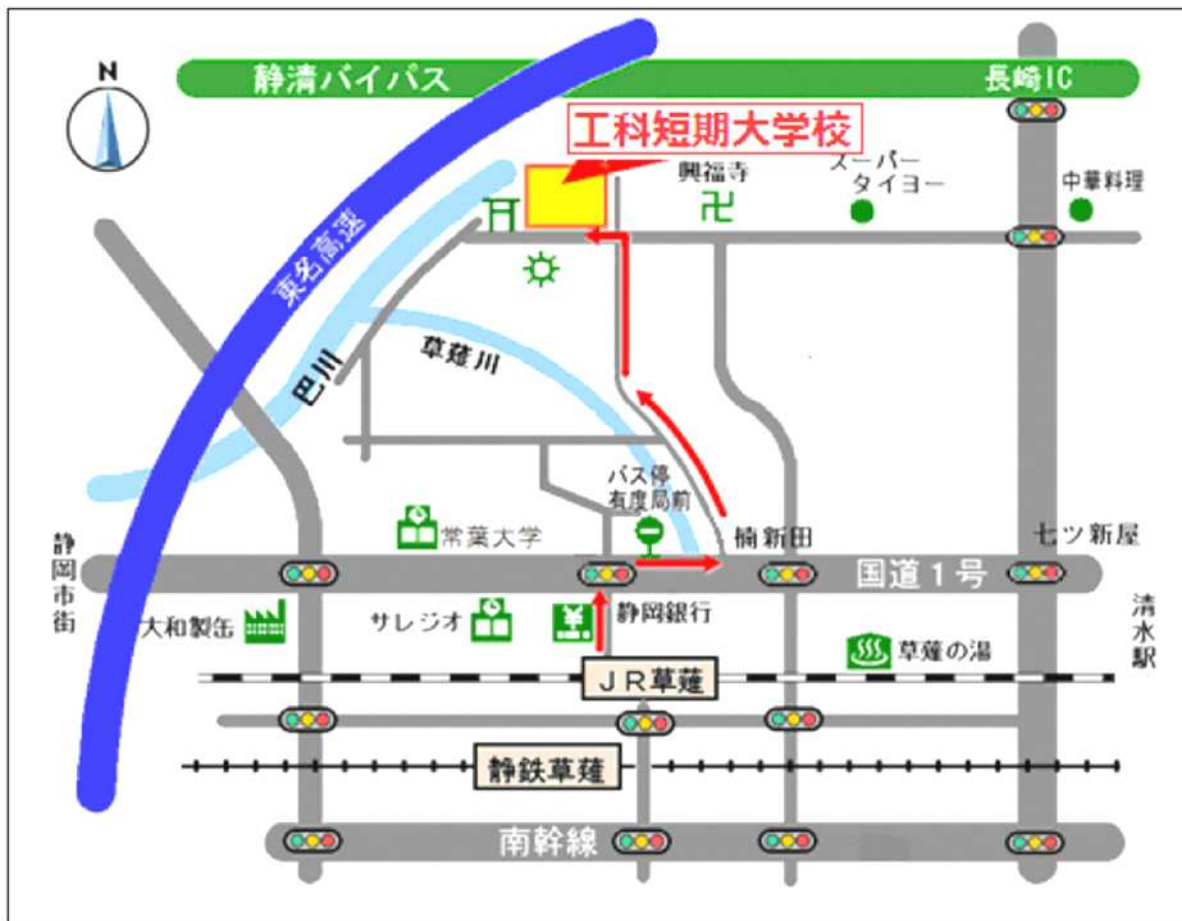 N
静清バイパス
長崎IC
工科短期大学校
興福寺
スーパー
タイヨー
中華料理
東名高速
巴川
草薙川
バス停
有度局前
常葉大学
楠新田
七ツ新屋
静岡市街
国道1号
清水駅
大和製缶
サレジオ
¥
静岡銀行
草薙の湯
JR草薙
静鉄草薙
南幹線